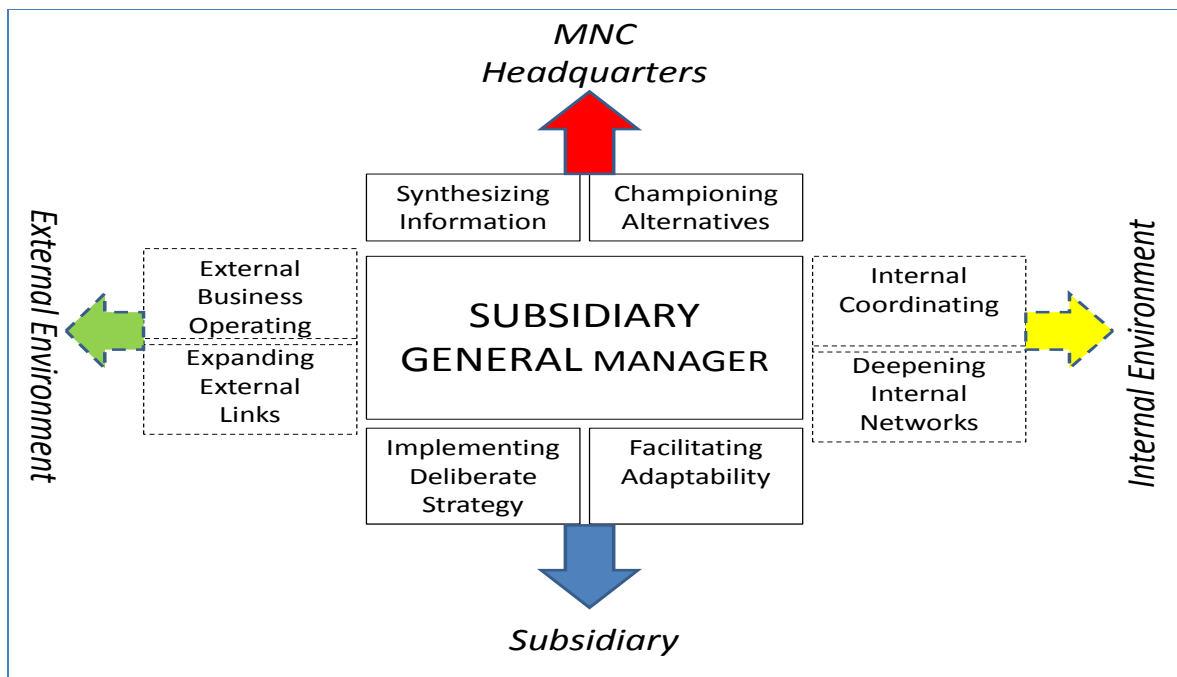 MNC
Headquarters
Synthesizing
Information
Championing
Alternatives
External Environment
External
Business
Operating
Expanding
External
Links
SUBSIDIARY
GENERAL MANAGER
Internal
Coordinating
Deepening
Internal
Networks
Internal Environment
Implementing
Deliberate
Strategy
Facilitating
Adaptability
Subsidiary